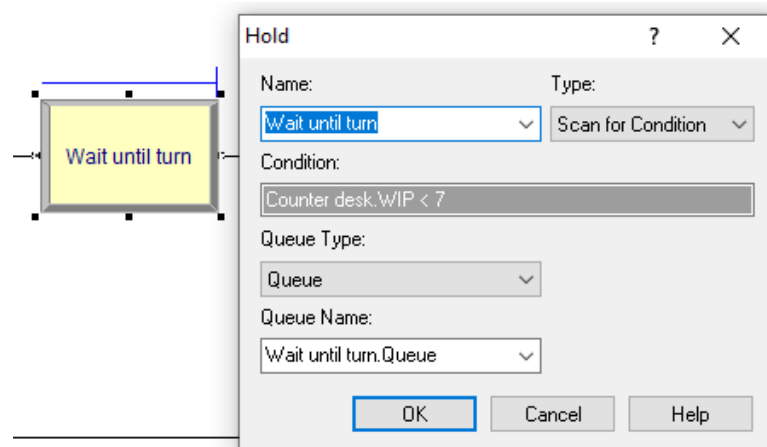 Hold
?
Name:
Type:
Wait until turn
Scan for Condition
Wait until turn
Condition:
Counter desk.WIP < 7
Queue Type:
Queue
Queue Name:
Wait until turn.Queue
OK
Cancel
Help